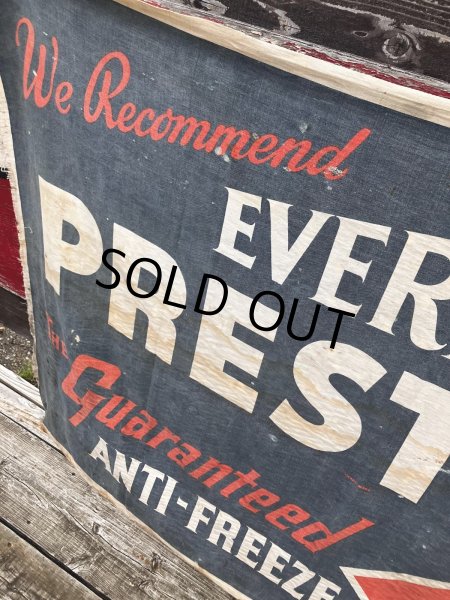 We Recommend
EVER
PREST
SOLD OUT
The
Guaranteed
ANTI-FREEZE